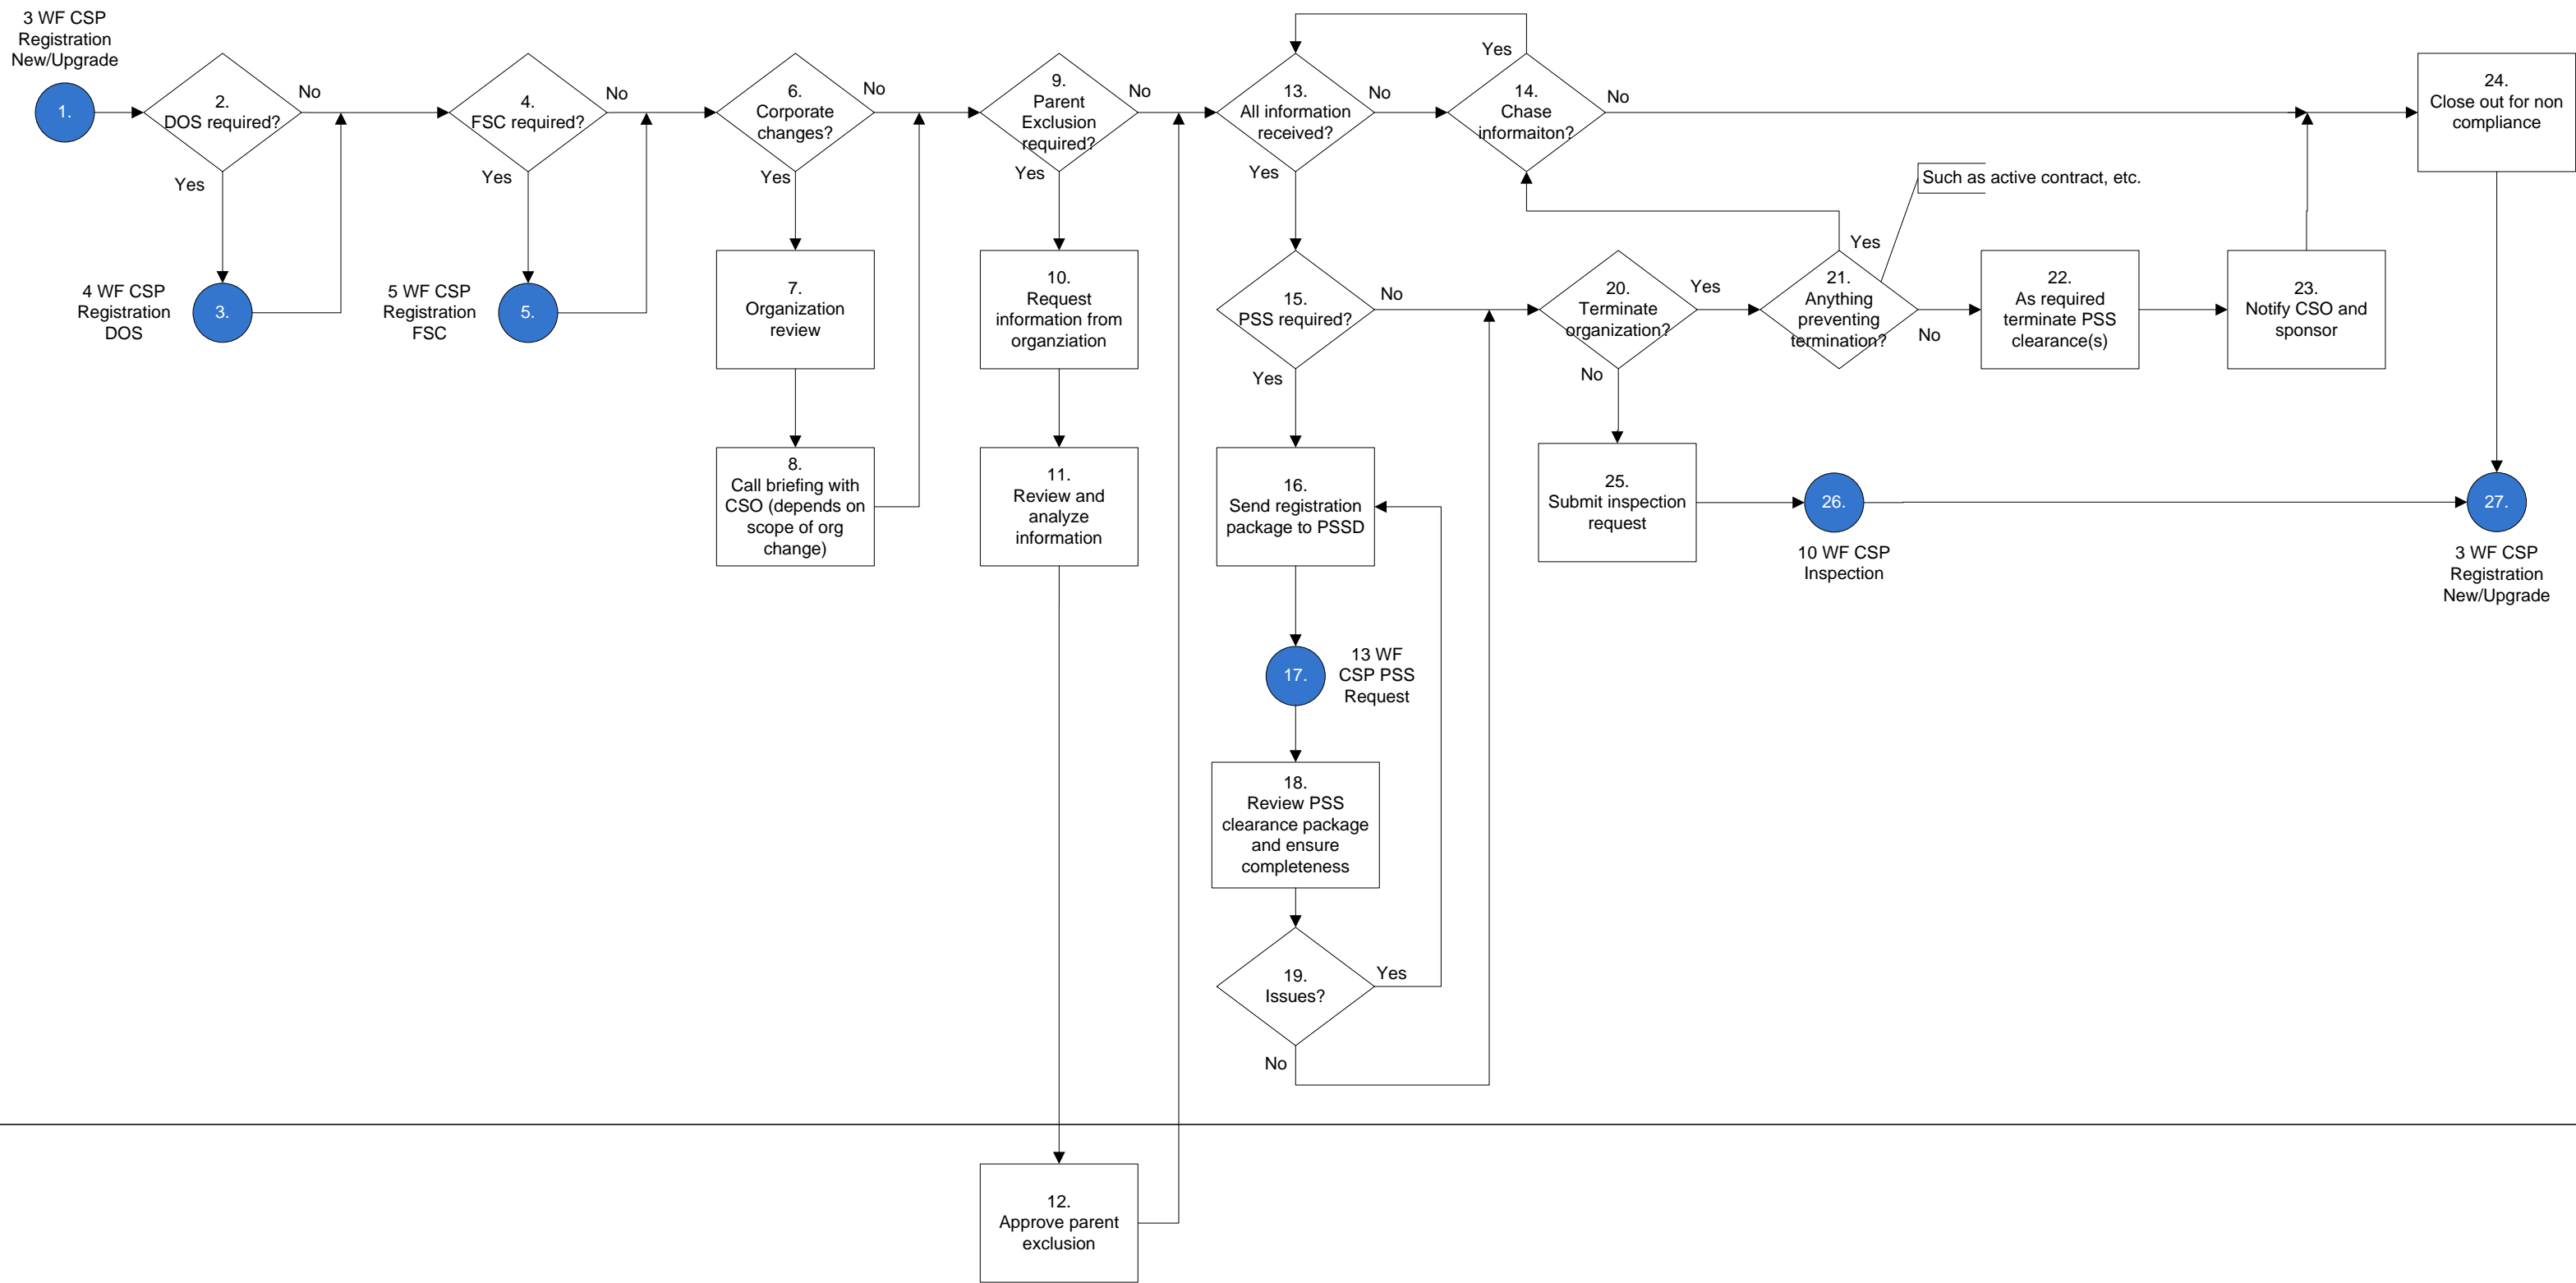 3 WF CSP
Registration
New/Upgrade
1.
2.
DOS required?
No
Yes
4 WF CSP
Registration
DOS
3.
4.
FSC required?
No
Yes
5 WF CSP
Registration
FSC
5.
6.
Corporate
changes?
No
Yes
7.
Organization
review
8.
Call briefing with
CSO (depends on
scope of org
change)
9.
Parent
Exclusion
required?
No
Yes
10.
Request
information from
organziation
11.
Review and
analyze
information
12.
Approve parent
exclusion
13.
All information
received?
No
Yes
14.
Chase
informaiton?
Yes
No
15.
PSS required?
No
Yes
16.
Send registration
package to PSSD
17.
13 WF
CSP PSS
Request
18.
Review PSS
clearance package
and ensure
completeness
19.
Issues?
Yes
No
20.
Terminate
organization?
Yes
No
21.
Anything
preventing
termination?
Yes
No
Such as active contract, etc.
22.
As required
terminate PSS
clearance(s)
23.
Notify CSO and
sponsor
24.
Close out for non
compliance
25.
Submit inspection
request
26.
10 WF CSP
Inspection
27.
3 WF CSP
Registration
New/Upgrade